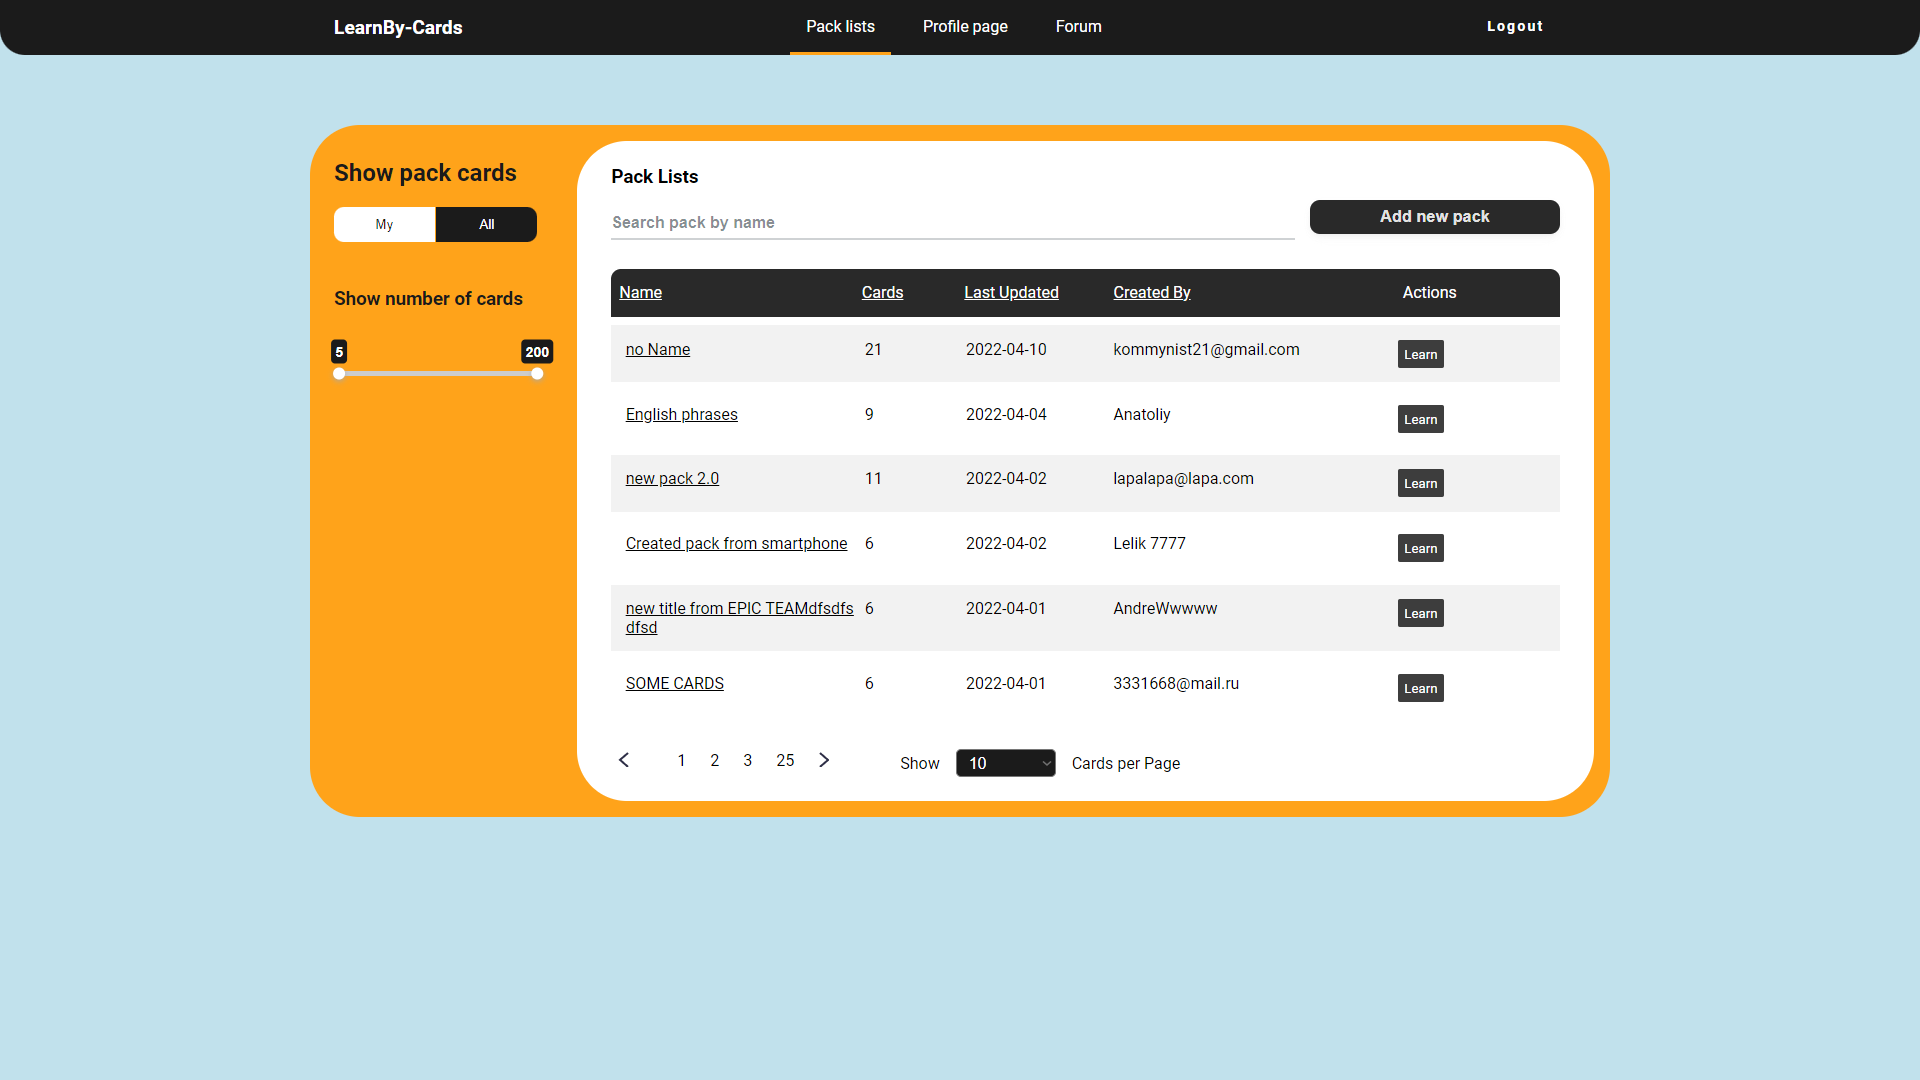 LearnBy-Cards
Pack lists
Profile page
Forum
Logout
Show pack cards
My
All
Show number of cards
5
200
Pack Lists
Search pack by name
Add new pack
Name Cards Last Updated Created By Actions
no Name 21 2022-04-10 kommynist21@gmail.com Learn
English phrases 9 2022-04-04 Anatoliy Learn
new pack 2.0 11 2022-04-02 lapalapa@lapa.com Learn
Created pack from smartphone 6 2022-04-02 Lelik 7777 Learn
new title from EPIC TEAMdfsdfs 6 2022-04-01 AndreWwwww Learn
dfsd
SOME CARDS 6 2022-04-01 3331668@mail.ru Learn
1 2 3 25
Show 10 Cards per Page